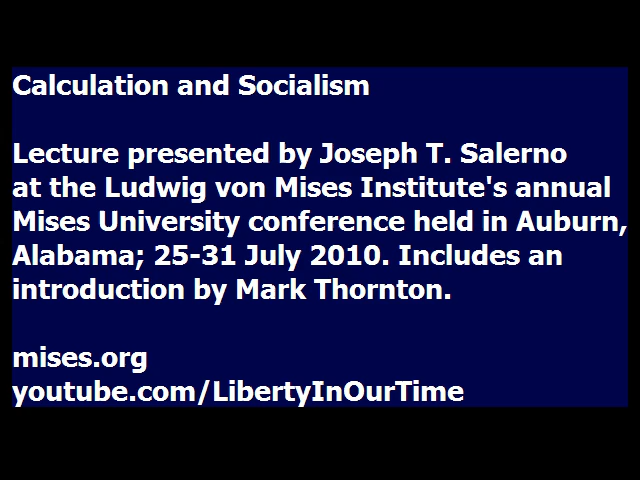 Calculation and Socialism
Lecture presented by Joseph T. Salerno
at the Ludwig von Mises Institute's annual
Mises University conference held in Auburn,
Alabama; 25-31 July 2010. Includes an
introduction by Mark Thornton.
mises.org
youtube.com/LibertyInOurTime